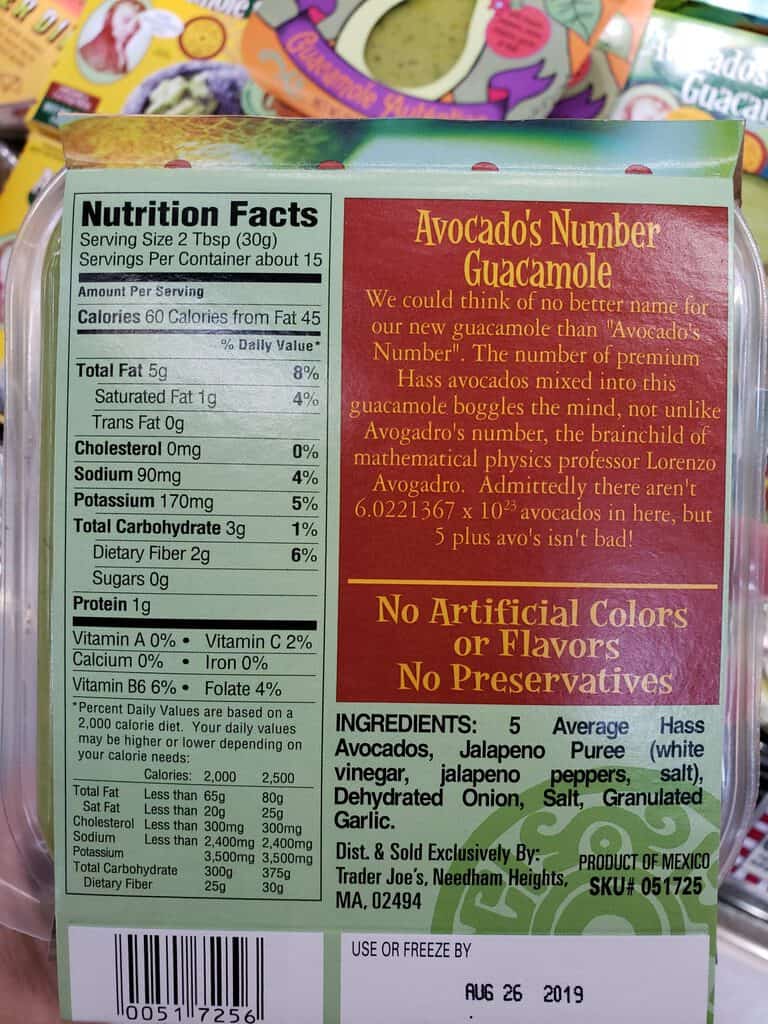 Guacamole
Avocado's
Guacamole
Nutrition Facts
Serving Size 2 Tbsp (30g)
Servings Per Container about 15
Amount Per Serving
Calories 60 Calories from Fat 45
% Daily Value*
Total Fat 5g 8%
Saturated Fat 1g 4%
Trans Fat 0g
Cholesterol 0mg 0%
Sodium 90mg 4%
Potassium 170mg 5%
Total Carbohydrate 3g 1%
Dietary Fiber 2g 6%
Sugars 0g
Protein 1g
Vitamin A 0% • Vitamin C 2%
Calcium 0% • Iron 0%
Vitamin B6 6% • Folate 4%
*Percent Daily Values are based on a
2,000 calorie diet. Your daily values
may be higher or lower depending on
your calorie needs:
Calories: 2,000 2,500
Total Fat Less than 65g 80g
Sat Fat Less than 20g 25g
Cholesterol Less than 300mg 300mg
Sodium Less than 2,400mg 2,400mg
Potassium 3,500mg 3,500mg
Total Carbohydrate 300g 375g
Dietary Fiber 25g 30g
Avocado's Number
Guacamole
We could think of no better name for
our new guacamole than "Avocado's
Number". The number of premium
Hass avocados mixed into this
guacamole boggles the mind, not unlike
Avogadro's number, the brainchild of
mathematical physics professor Lorenzo
Avogadro. Admittedly there aren't
6.0221367 x 10²³ avocados in here, but
5 plus avo's isn't bad!
No Artificial Colors
or Flavors
No Preservatives
INGREDIENTS: 5 Average Hass
Avocados, Jalapeno Puree (white
vinegar, jalapeno peppers, salt),
Dehydrated Onion, Salt, Granulated
Garlic.
Dist. & Sold Exclusively By:
Trader Joe's, Needham Heights,
MA, 02494
PRODUCT OF MEXICO
SKU# 051725
0051 7256
USE OR FREEZE BY
AUG 26 2019